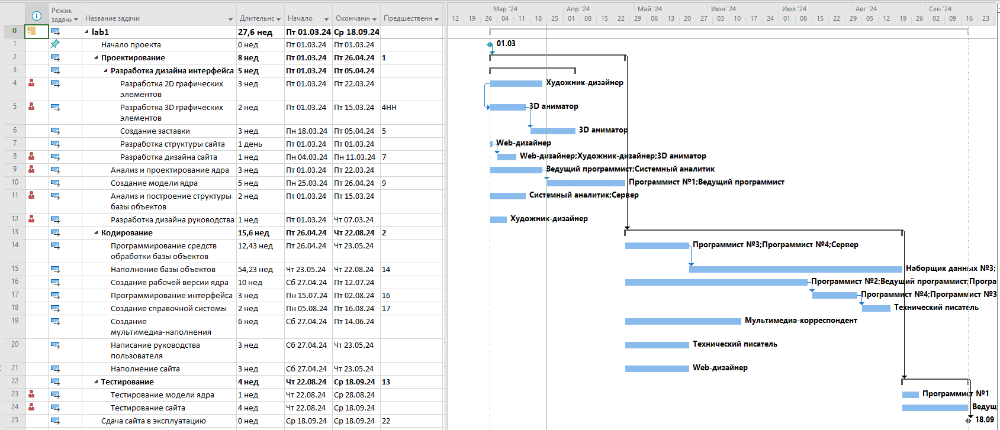 Режим задачи	Название задачи	Длительнс	Начало	Окончание	Предшественн
Мар '24	Апр '24	Май '24	Июн '24	Июл '24	Авг '24	Сен '24
12	19	26	04	11	18	25	01	08	15	22	29	06	13	20	27	03	10	17	24	01	08	15	22	29	05	12	19	26	02	09	16	23
0	lab1	27,6 нед	Пт 01.03.24	Ср 18.09.24
1	Начало проекта	0 нед	Пт 01.03.24	Пт 01.03.24	01.03
2	Проектирование	8 нед	Пт 01.03.24	Пт 26.04.24	1
3	Разработка дизайна интерфейса	5 нед	Пт 01.03.24	Пт 05.04.24
4	Разработка 2D графических	3 нед	Пт 01.03.24	Пт 22.03.24	Художник-дизайнер
элементов
5	Разработка 3D графических	2 нед	Пт 01.03.24	Пт 15.03.24	4НН	3D аниматор
элементов
6	Создание заставки	3 нед	Пн 18.03.24	Пт 05.04.24	5	3D аниматор
7	Разработка структуры сайта	1 день	Пт 01.03.24	Пт 01.03.24	Web-дизайнер
8	Разработка дизайна сайта	1 нед	Пн 04.03.24	Пн 11.03.24	7	Web-дизайнер;Художник-дизайнер;3D аниматор
9	Анализ и проектирование ядра	3 нед	Пт 01.03.24	Пт 22.03.24	Ведущий программист;Системный аналитик
10	Создание модели ядра	5 нед	Пн 25.03.24	Пт 26.04.24	9	Программист №1;Ведущий программист
11	Анализ и построение структуры	2 нед	Пт 01.03.24	Пт 15.03.24	Системный аналитик;Сервер
базы объектов
12	Разработка дизайна руководства	1 нед	Пт 01.03.24	Чт 07.03.24	Художник-дизайнер
13	Кодирование	15,6 нед	Пт 26.04.24	Чт 22.08.24	2
14	Программирование средств	12,43 нед	Пт 26.04.24	Чт 23.05.24	Программист №3;Программист №4;Сервер
обработки базы объектов
15	Наполнение базы объектов	54,23 нед	Чт 23.05.24	Чт 22.08.24	14	Наборщик данных №3;
16	Создание рабочей версии ядра	10 нед	Сб 27.04.24	Пт 12.07.24	Программист №2;Ведущий программист;Програ
17	Программирование интерфейса	3 нед	Пн 15.07.24	Пт 02.08.24	16	Программист №4;Программист №3
18	Создание справочной системы	2 нед	Пн 05.08.24	Пт 16.08.24	17	Технический писатель
19	Создание	6 нед	Сб 27.04.24	Пт 14.06.24	Мультимедиа-корреспондент
мультимедиа-наполнения
20	Написание руководства	3 нед	Сб 27.04.24	Чт 23.05.24	Технический писатель
пользователя
21	Наполнение сайта	3 нед	Сб 27.04.24	Чт 23.05.24	Web-дизайнер
22	Тестирование	4 нед	Чт 22.08.24	Ср 18.09.24	13
23	Тестирование модели ядра	1 нед	Чт 22.08.24	Ср 28.08.24	Программист №1
24	Тестирование сайта	4 нед	Чт 22.08.24	Ср 18.09.24	Ведущ
25	Сдача сайта в эксплуатацию	0 нед	Ср 18.09.24	Ср 18.09.24	22	18.09